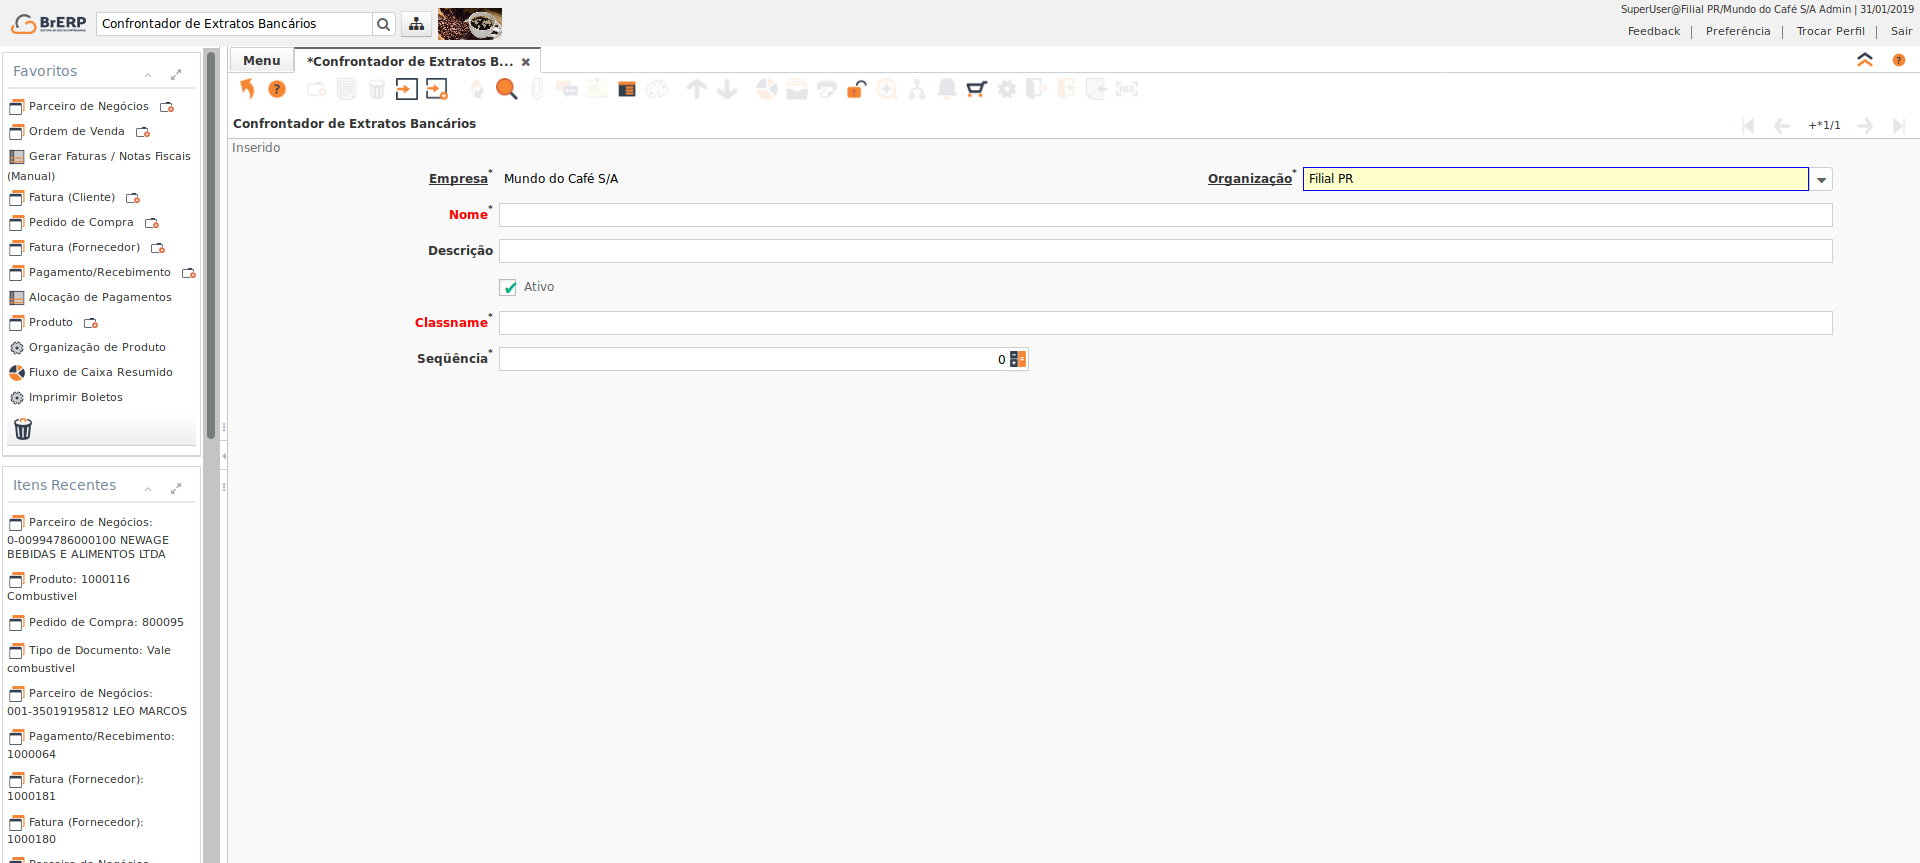 BrERP
Confrontador de Extratos Bancários
SuperUser@Filial PR/Mundo do Café S/A Admin | 31/01/2019
Feedback | Preferência | Trocar Perfil | Sair
Favoritos
Parceiro de Negócios
Ordem de Venda
Gerar Faturas / Notas Fiscais
(Manual)
Fatura (Cliente)
Pedido de Compra
Fatura (Fornecedor)
Pagamento/Recebimento
Alocação de Pagamentos
Produto
Organização de Produto
Fluxo de Caixa Resumido
Imprimir Boletos
Itens Recentes
Parceiro de Negócios:
0-00994786000100 NEWAGE
BEBIDAS E ALIMENTOS LTDA
Produto: 1000116
Combustivel
Pedido de Compra: 800095
Tipo de Documento: Vale
combustivel
Parceiro de Negócios:
001-35019195812 LEO MARCOS
Pagamento/Recebimento:
1000064
Fatura (Fornecedor):
1000181
Fatura (Fornecedor):
1000180
Parceiro de Negócios
Menu
*Confrontador de Extratos B...
Confrontador de Extratos Bancários
+*1/1
Inserido
Empresa* Mundo do Café S/A
Organização* Filial PR
Nome*
Descrição
Ativo
Classname*
Seqüência* 0